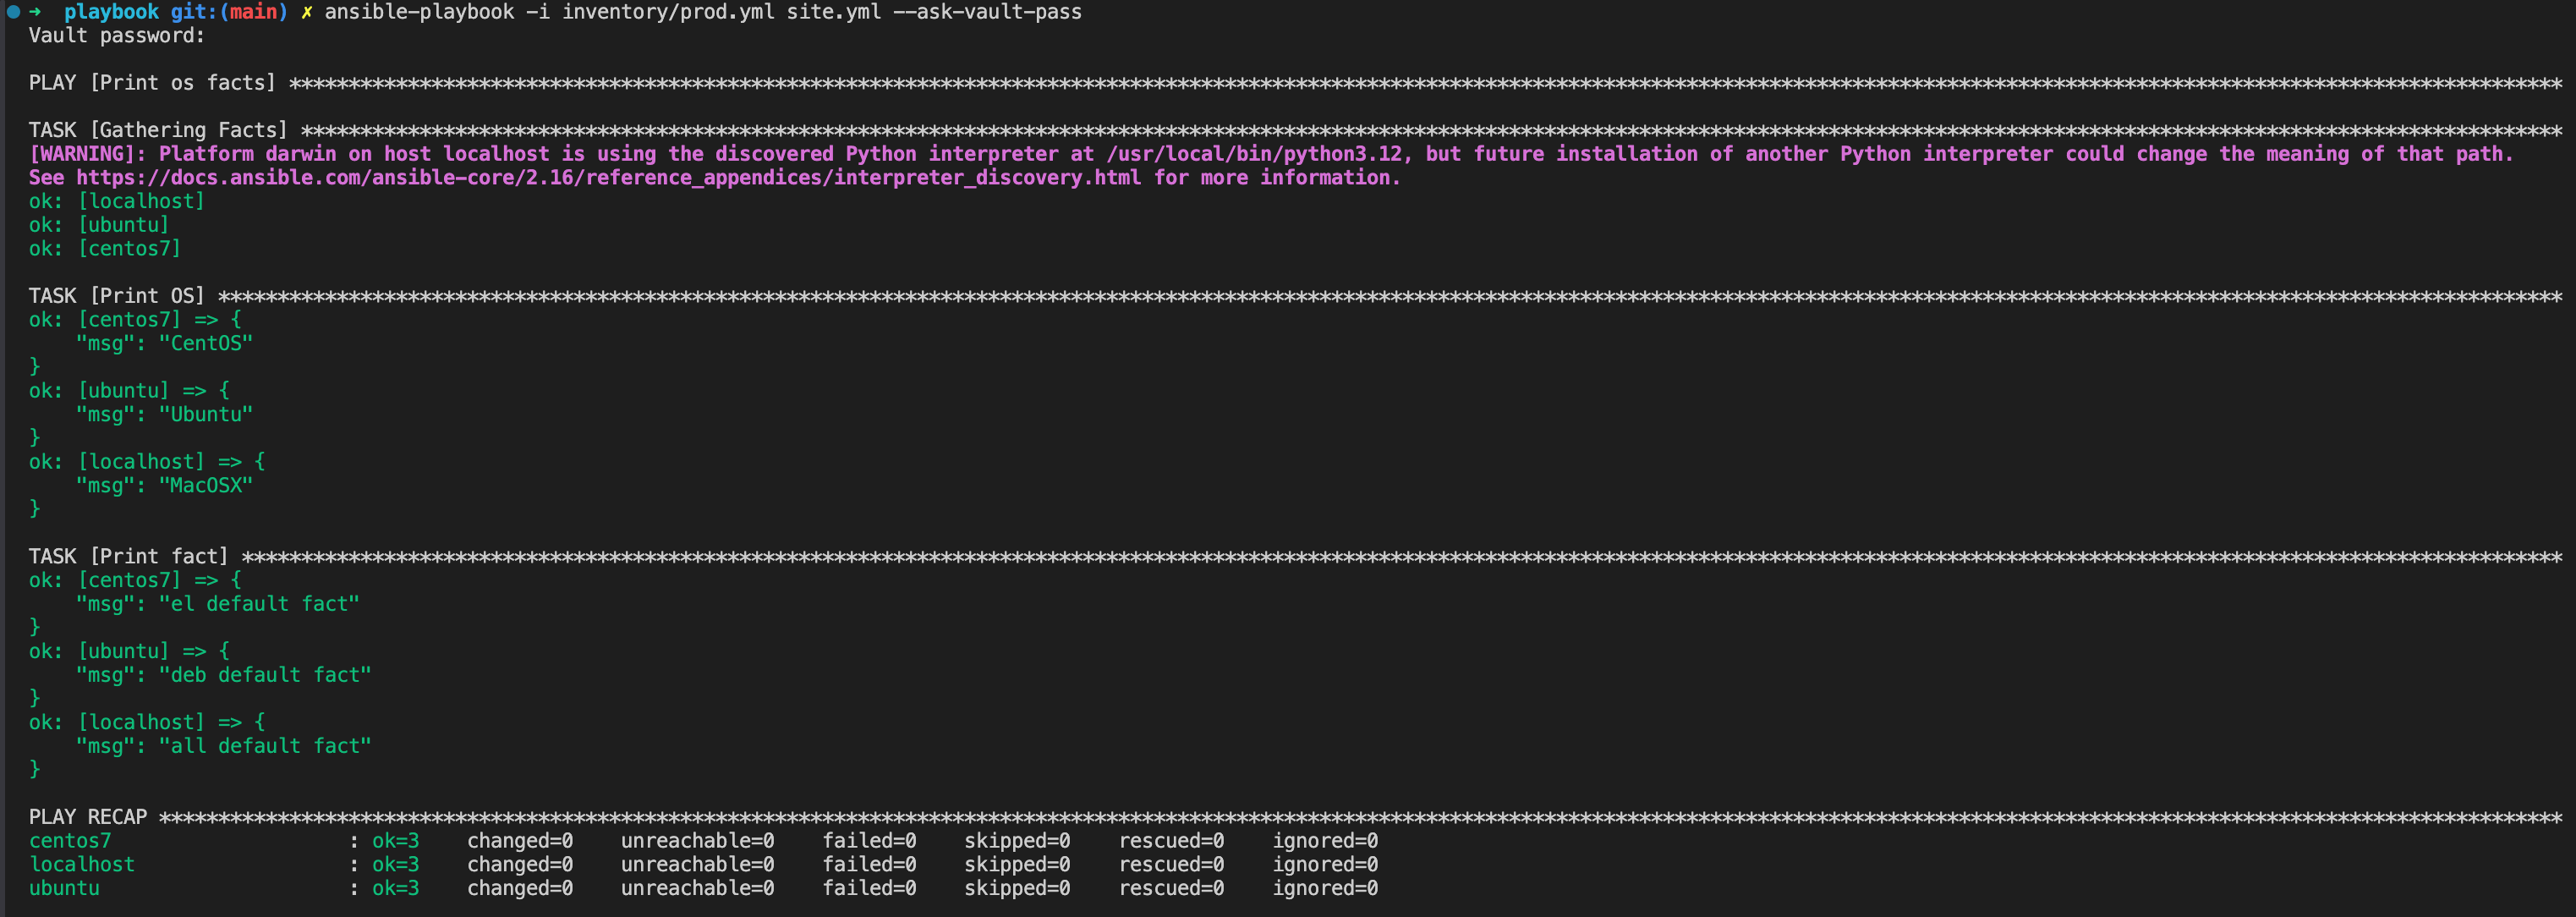 ➜  playbook git:(main) ✗ ansible-playbook -i inventory/prod.yml site.yml --ask-vault-pass
Vault password:
PLAY [Print os facts] ************************************************************************************************************************************************************************************************
TASK [Gathering Facts] ***********************************************************************************************************************************************************************************************
[WARNING]: Platform darwin on host localhost is using the discovered Python interpreter at /usr/local/bin/python3.12, but future installation of another Python interpreter could change the meaning of that path.
See https://docs.ansible.com/ansible-core/2.16/reference_appendices/interpreter_discovery.html for more information.
ok: [localhost]
ok: [ubuntu]
ok: [centos7]
TASK [Print OS] ******************************************************************************************************************************************************************************************************
ok: [centos7] => {
    "msg": "CentOS"
}
ok: [ubuntu] => {
    "msg": "Ubuntu"
}
ok: [localhost] => {
    "msg": "MacOSX"
}
TASK [Print fact] ****************************************************************************************************************************************************************************************************
ok: [centos7] => {
    "msg": "el default fact"
}
ok: [ubuntu] => {
    "msg": "deb default fact"
}
ok: [localhost] => {
    "msg": "all default fact"
}
PLAY RECAP ***********************************************************************************************************************************************************************************************************
centos7                    : ok=3    changed=0    unreachable=0    failed=0    skipped=0    rescued=0    ignored=0
localhost                  : ok=3    changed=0    unreachable=0    failed=0    skipped=0    rescued=0    ignored=0
ubuntu                     : ok=3    changed=0    unreachable=0    failed=0    skipped=0    rescued=0    ignored=0